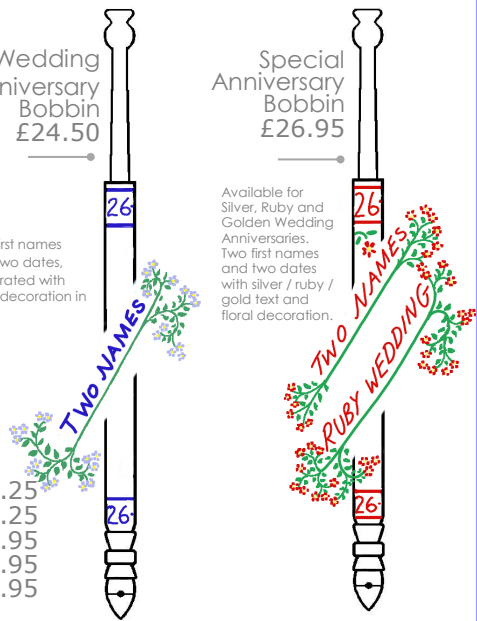 Wedding
niversary
Bobbin
£24.50
26.
rst names
wo dates,
rated with
decoration in
TWO NAMES
.25
.25
.95
.95
.95
26.
Special
Anniversary
Bobbin
£26.95
Available for
Silver, Ruby and
Golden Wedding
Anniversaries.
Two first names
and two dates
with silver / ruby /
gold text and
floral decoration.
26.
TWO NAMES
RUBY WEDDING
26.